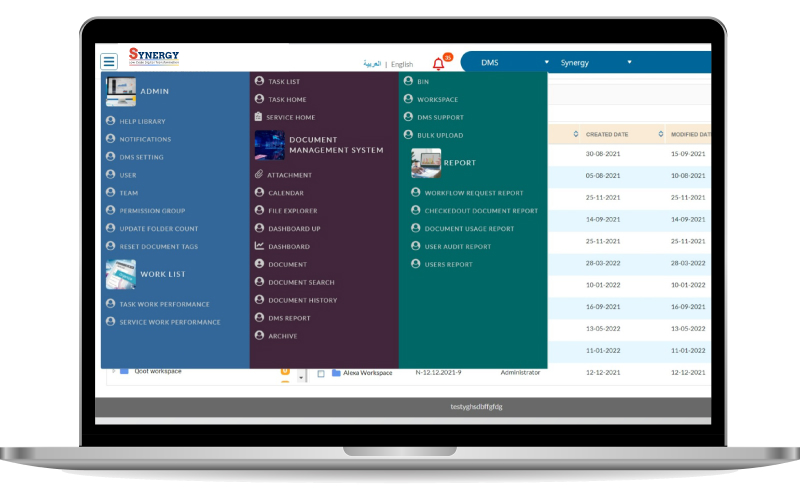 SYNERGY
العربية | English
DMS
Synergy
ADMIN
HELP LIBRARY
NOTIFICATIONS
DMS SETTING
USER
TEAM
PERMISSION GROUP
UPDATE FOLDER COUNT
RESET DOCUMENT TAGS
WORK LIST
TASK WORK PERFORMANCE
SERVICE WORK PERFORMANCE
TASK LIST
TASK HOME
SERVICE HOME
DOCUMENT
MANAGEMENT SYSTEM
ATTACHMENT
CALENDAR
FILE EXPLORER
DASHBOARD UP
DASHBOARD
DOCUMENT
DOCUMENT SEARCH
DOCUMENT HISTORY
DMS REPORT
ARCHIVE
BIN
WORKSPACE
DMS SUPPORT
BULK UPLOAD
REPORT
WORKFLOW REQUEST REPORT
CHECKEDOUT DOCUMENT REPORT
DOCUMENT USAGE REPORT
USER AUDIT REPORT
USERS REPORT
CREATED DATE MODIFIED DAT
30-08-2021 15-09-2021
05-08-2021 10-08-2021
25-11-2021 25-11-2021
14-09-2021 14-09-2021
25-11-2021 25-11-2021
28-03-2022 28-03-2022
10-01-2022 10-01-2022
16-09-2021 16-09-2021
13-05-2022 13-05-2022
11-01-2022 11-01-2022
Qoot workspace Alexa Workspace N-12.12.2021-9 Administrator 12-12-2021 12-12-2021
testyghsdbffgfdg